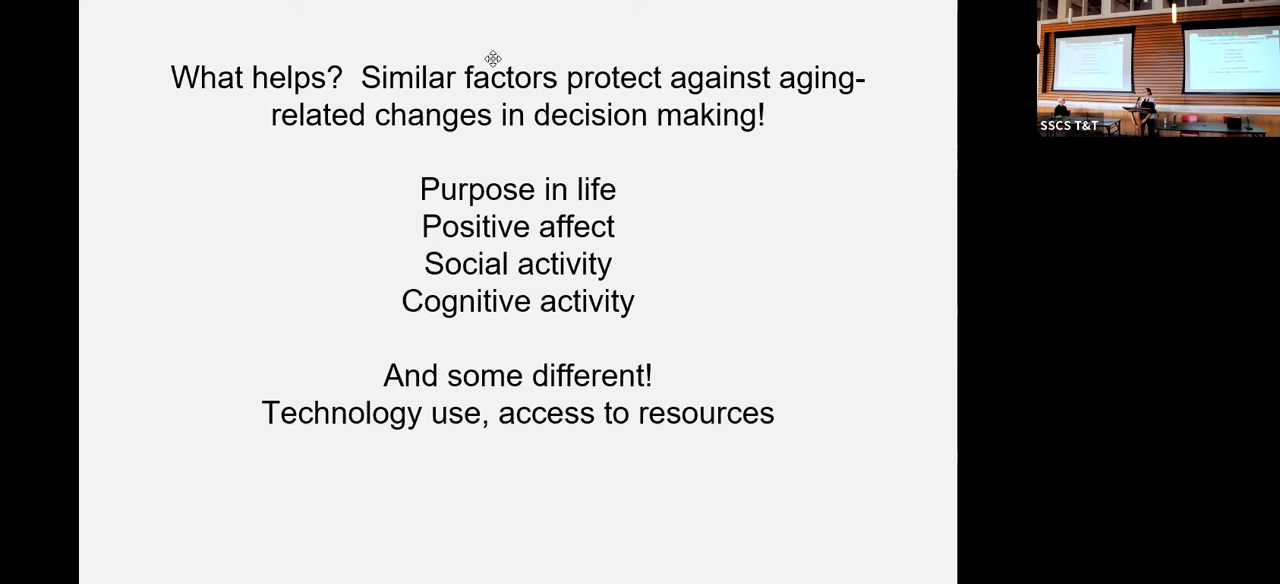 What helps?  Similar factors protect against aging-
related changes in decision making!
Purpose in life
Positive affect
Social activity
Cognitive activity
And some different!
Technology use, access to resources
SSCS T&T